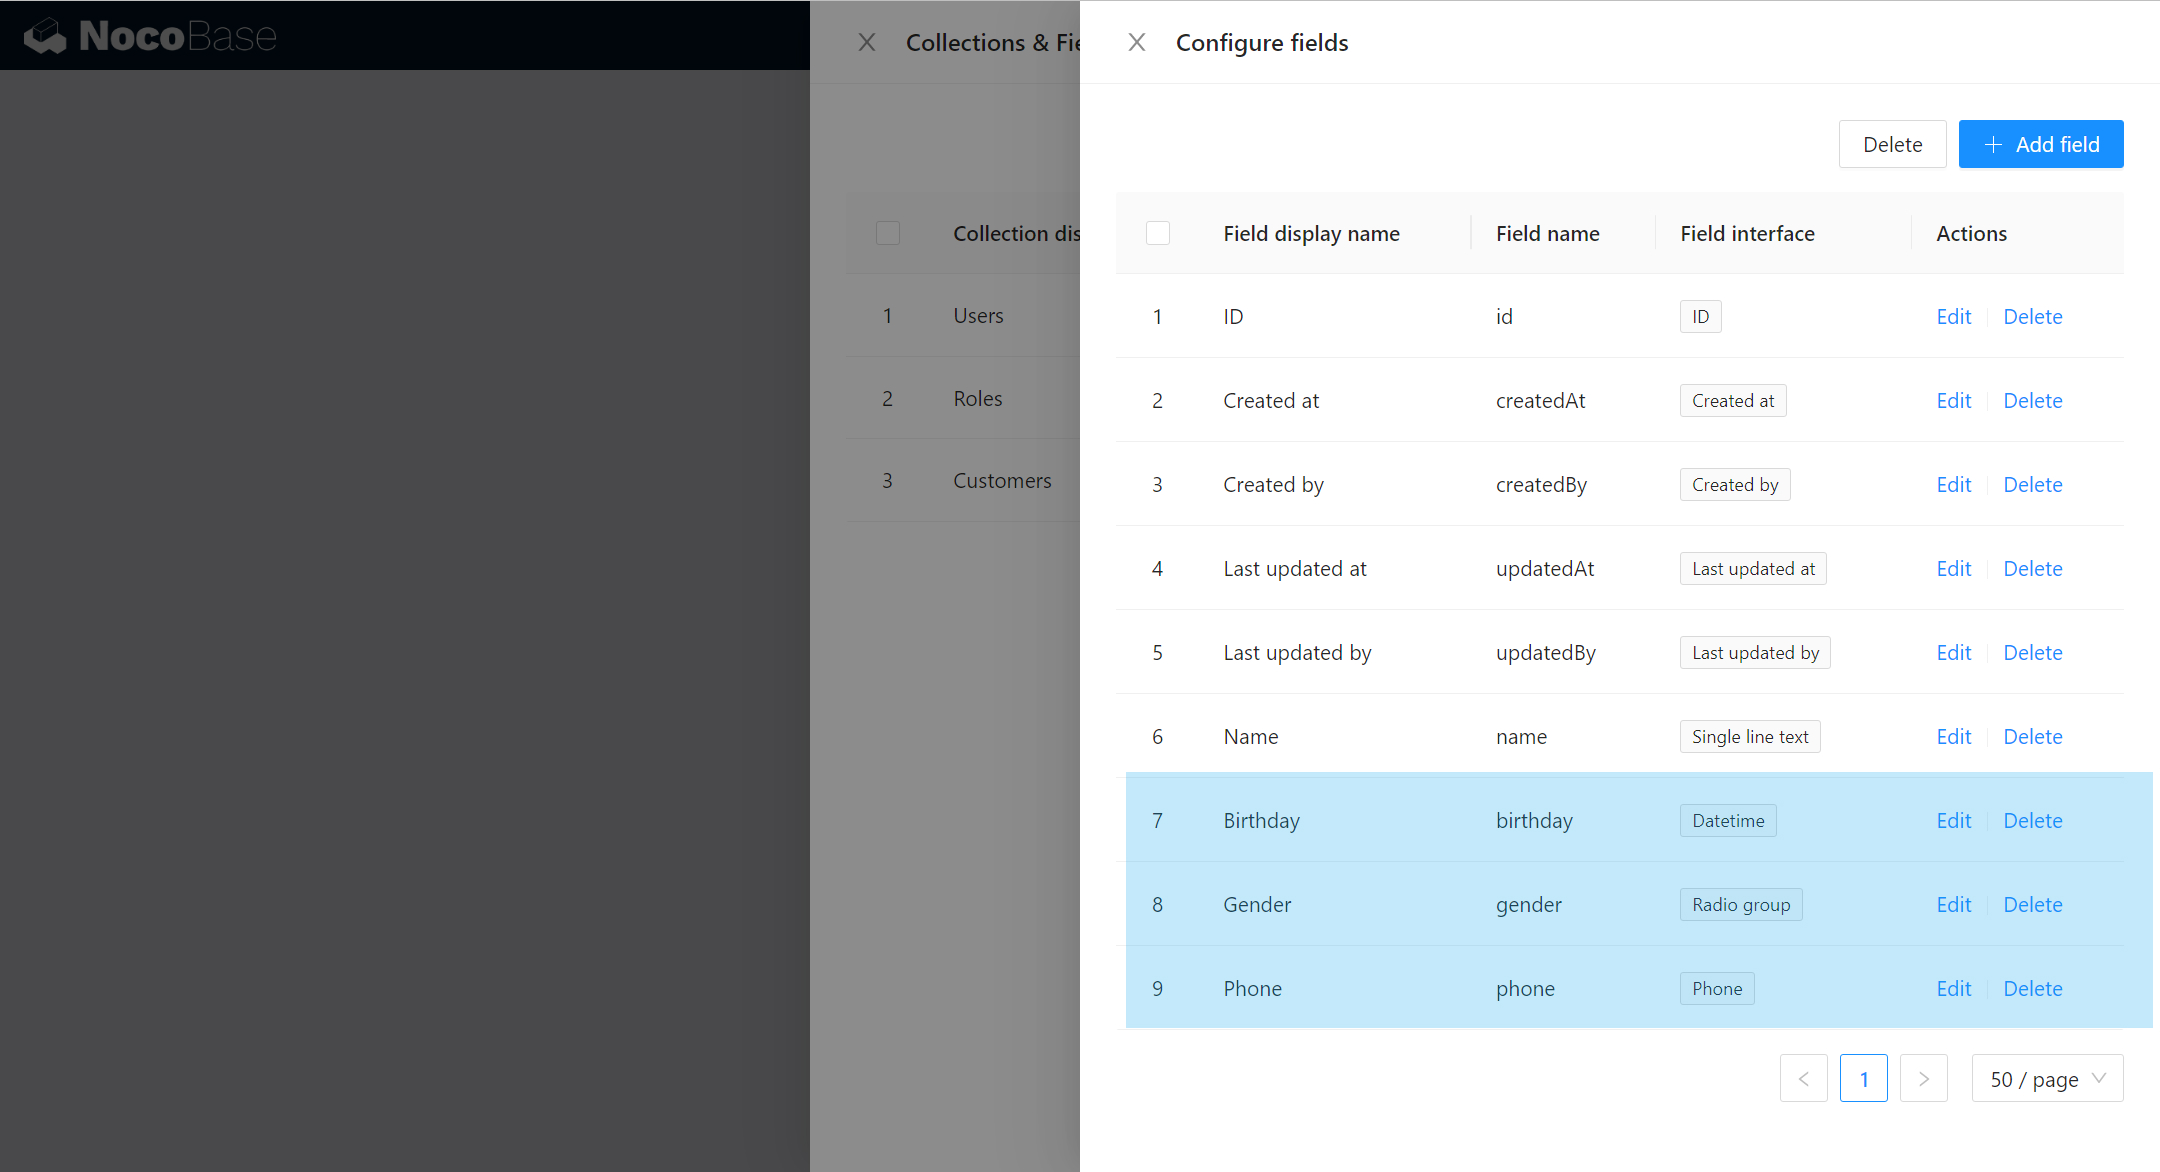 NocoBase
Collections & Fie
Configure fields
Delete
Add field
Collection dis
1 Users
2 Roles
3 Customers
Field display name Field name Field interface Actions
1 ID id ID Edit Delete
2 Created at createdAt Created at Edit Delete
3 Created by createdBy Created by Edit Delete
4 Last updated at updatedAt Last updated at Edit Delete
5 Last updated by updatedBy Last updated by Edit Delete
6 Name name Single line text Edit Delete
7 Birthday birthday Datetime Edit Delete
8 Gender gender Radio group Edit Delete
9 Phone phone Phone Edit Delete
1 50 / page